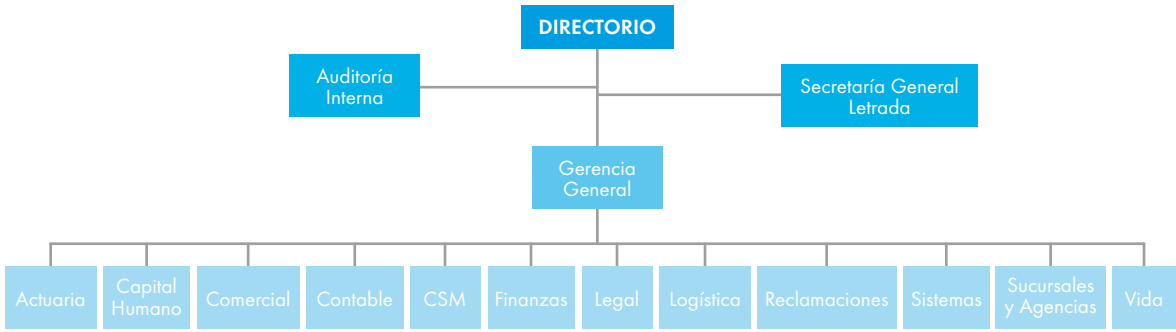 DIRECTORIO
Auditoría
Interna
Secretaría General
Letrada
Gerencia
General
Actuaria
Capital
Humano
Comercial
Contable
CSM
Finanzas
Legal
Logística
Reclamaciones
Sistemas
Sucursales
y Agencias
Vida